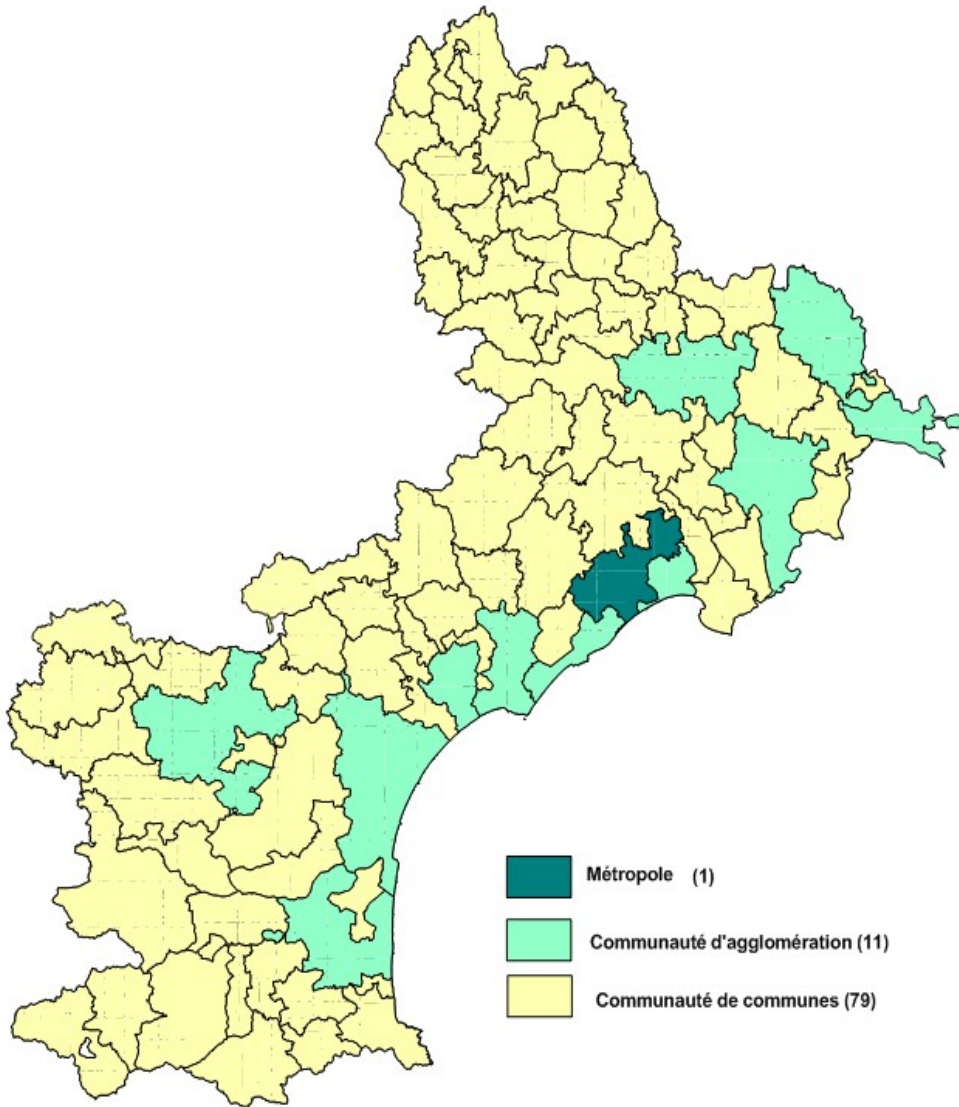 Métropole (1)
Communauté d'agglomération (11)
Communauté de communes (79)